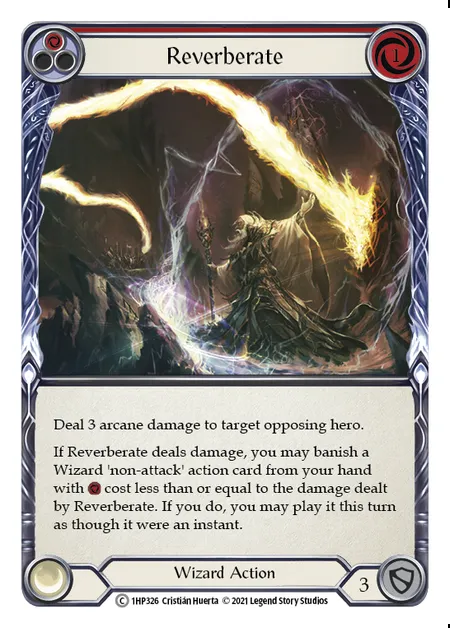 Reverberate
1
Deal 3 arcane damage to target opposing hero.
If Reverberate deals damage, you may banish a
Wizard 'non-attack' action card from your hand
with cost less than or equal to the damage dealt
by Reverberate. If you do, you may play it this turn
as though it were an instant.
Wizard Action
3
C 1HP326 Cristián Huerta © 2021 Legend Story Studios